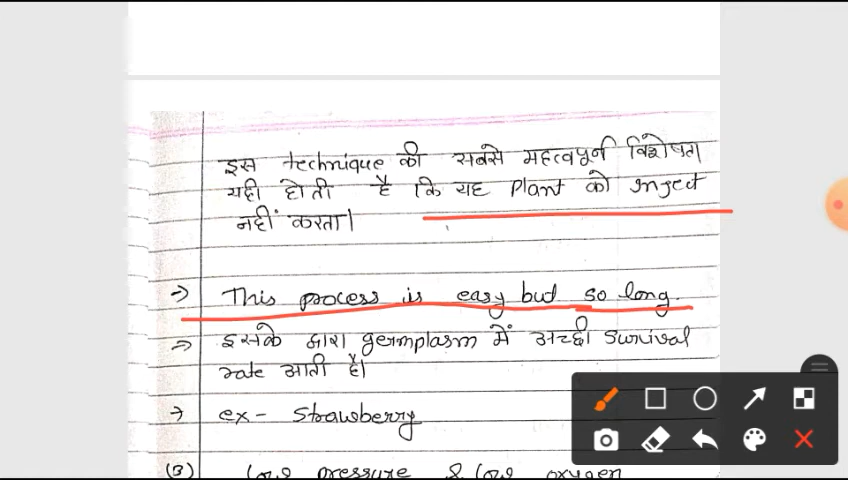 इस technique की सबसे महत्वपूर्ण विशेषता
यही होती है कि यह Plant को Inject
नहीं करता।
→ This process is easy but so long.
→ इसके द्वारा germplasm में अच्छी survival
rate आती है।
→ ex- Strawberry
(3) Low pressure & Low oxygen